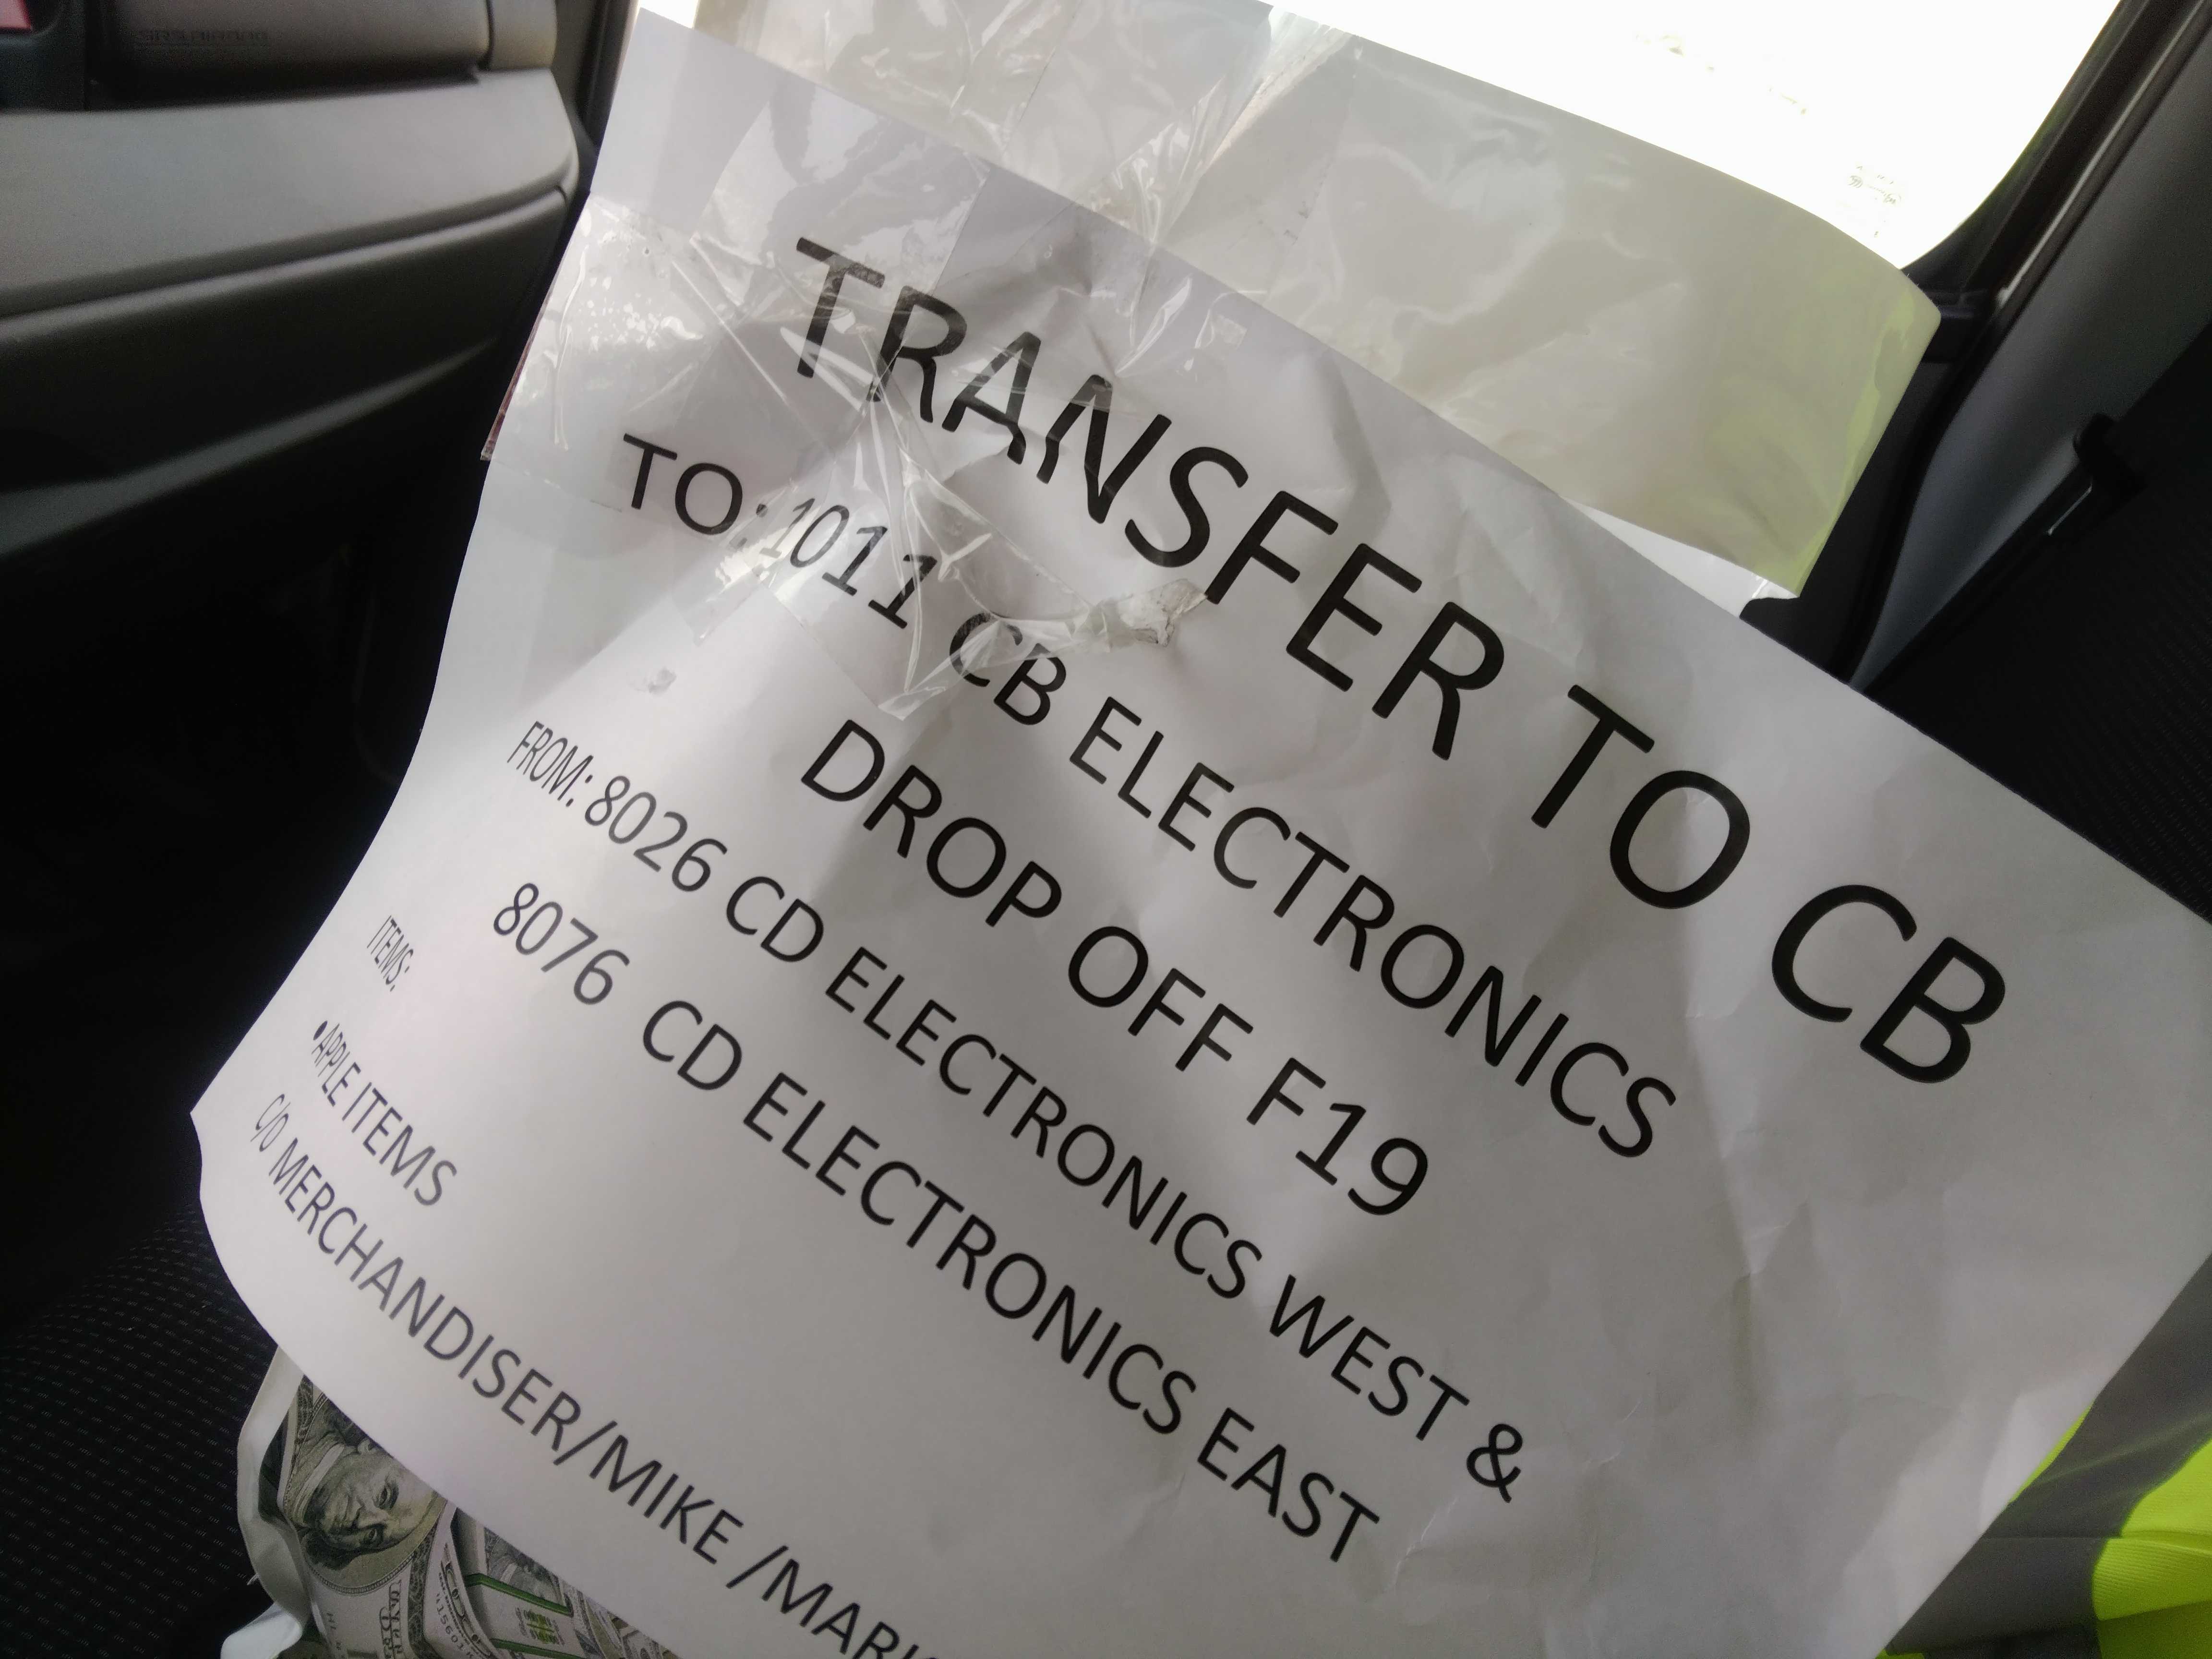 TRANSFER TO CB
TO: 1011 CB ELECTRONICS
DROP OFF F19
FROM: 8026 CD ELECTRONICS WEST &
8076 CD ELECTRONICS EAST
ITEMS:
•APPLE ITEMS
C/O MERCHANDISER/MIKE /MARK